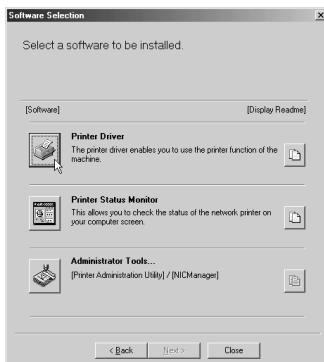 Software Selection
Select a software to be installed.
[Software] [Display Readme]
Printer Driver
The printer driver enables you to use the printer function of the
machine.
Printer Status Monitor
This allows you to check the status of the network printer on
your computer screen.
Administrator Tools...
[Printer Administration Utility] / [NICManager]
< Back Next > Close